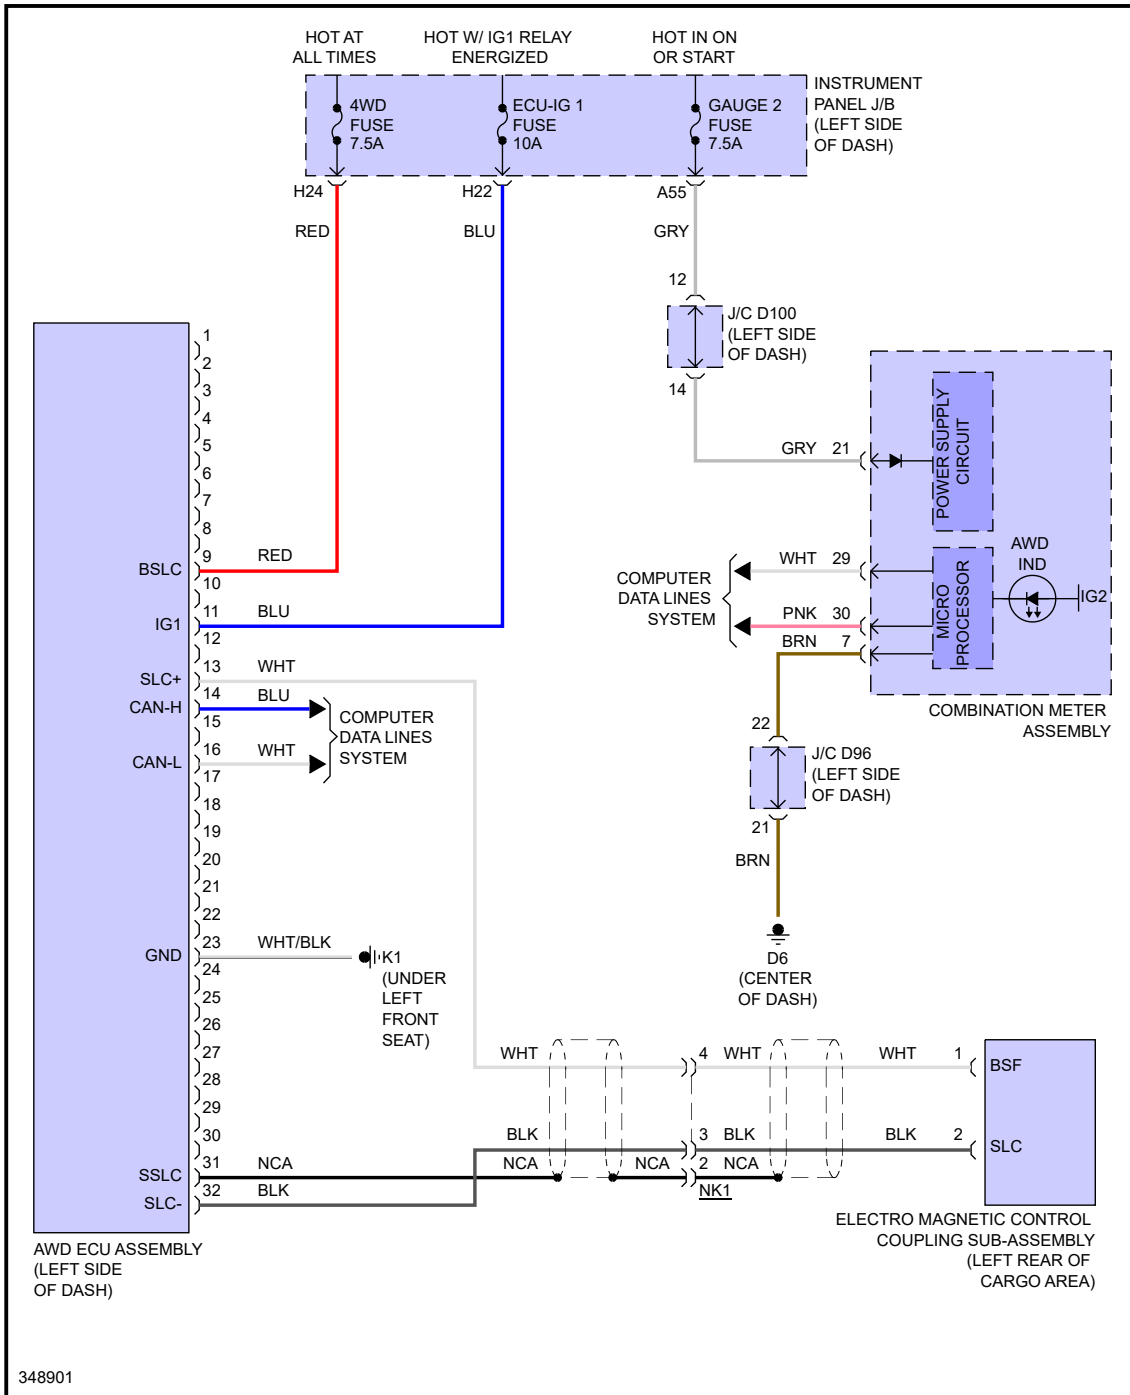 HOT AT
ALL TIMES
HOT W/ IG1 RELAY
ENERGIZED
HOT IN ON
OR START
4WD
FUSE
7.5A
ECU-IG 1
FUSE
10A
GAUGE 2
FUSE
7.5A
INSTRUMENT
PANEL J/B
(LEFT SIDE
OF DASH)
H24
H22
A55
RED
BLU
GRY
12
J/C D100
(LEFT SIDE
OF DASH)
14
GRY 21
POWER SUPPLY
CIRCUIT
AWD
IND
IG2
MICRO
PROCESSOR
WHT 29
PNK 30
BRN 7
COMPUTER
DATA LINES
SYSTEM
COMBINATION METER
ASSEMBLY
22
J/C D96
(LEFT SIDE
OF DASH)
21
BRN
D6
(CENTER
OF DASH)
1
2
3
4
5
6
7
8
9
BSLC RED
10
11
IG1 BLU
12
13
SLC+ WHT
14
CAN-H BLU
15
16
CAN-L WHT
17
COMPUTER
DATA LINES
SYSTEM
18
19
20
21
22
23
GND WHT/BLK
24
K1
(UNDER
LEFT
FRONT
SEAT)
25
26
27
28
29
30
31
SSLC NCA
32
SLC- BLK
WHT 4 WHT WHT 1 BSF
BLK 3 BLK BLK 2 SLC
NCA NCA 2 NCA
NK1
AWD ECU ASSEMBLY
(LEFT SIDE
OF DASH)
ELECTRO MAGNETIC CONTROL
COUPLING SUB-ASSEMBLY
(LEFT REAR OF
CARGO AREA)
348901